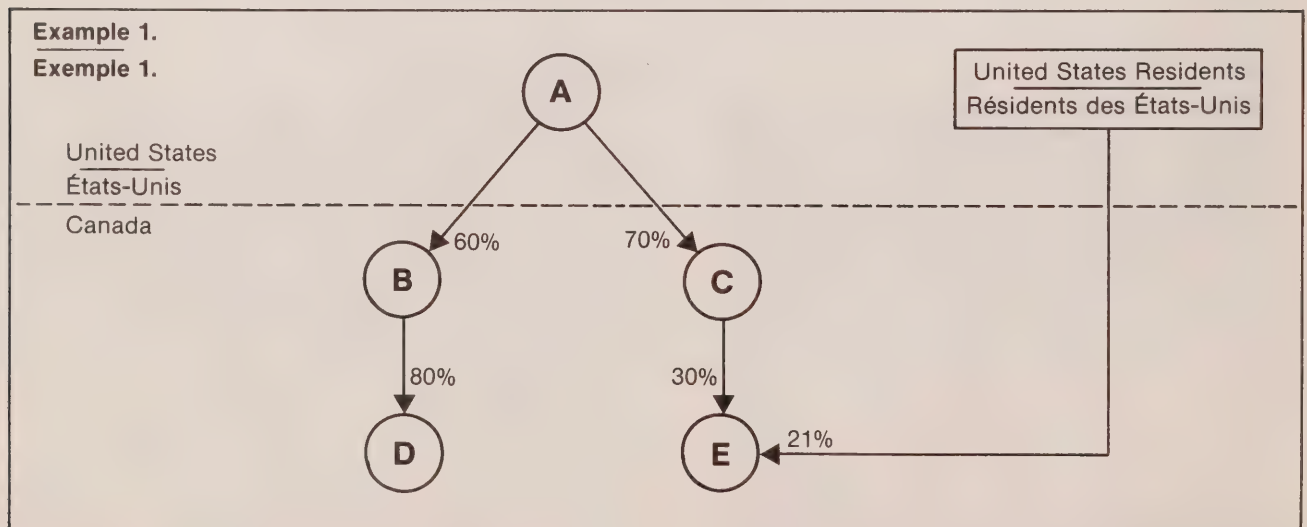 Example 1.
Exemple 1.
A
United States Residents
Résidents des États-Unis
United States
États-Unis
Canada
60%
70%
B
C
80%
30%
D
E
21%